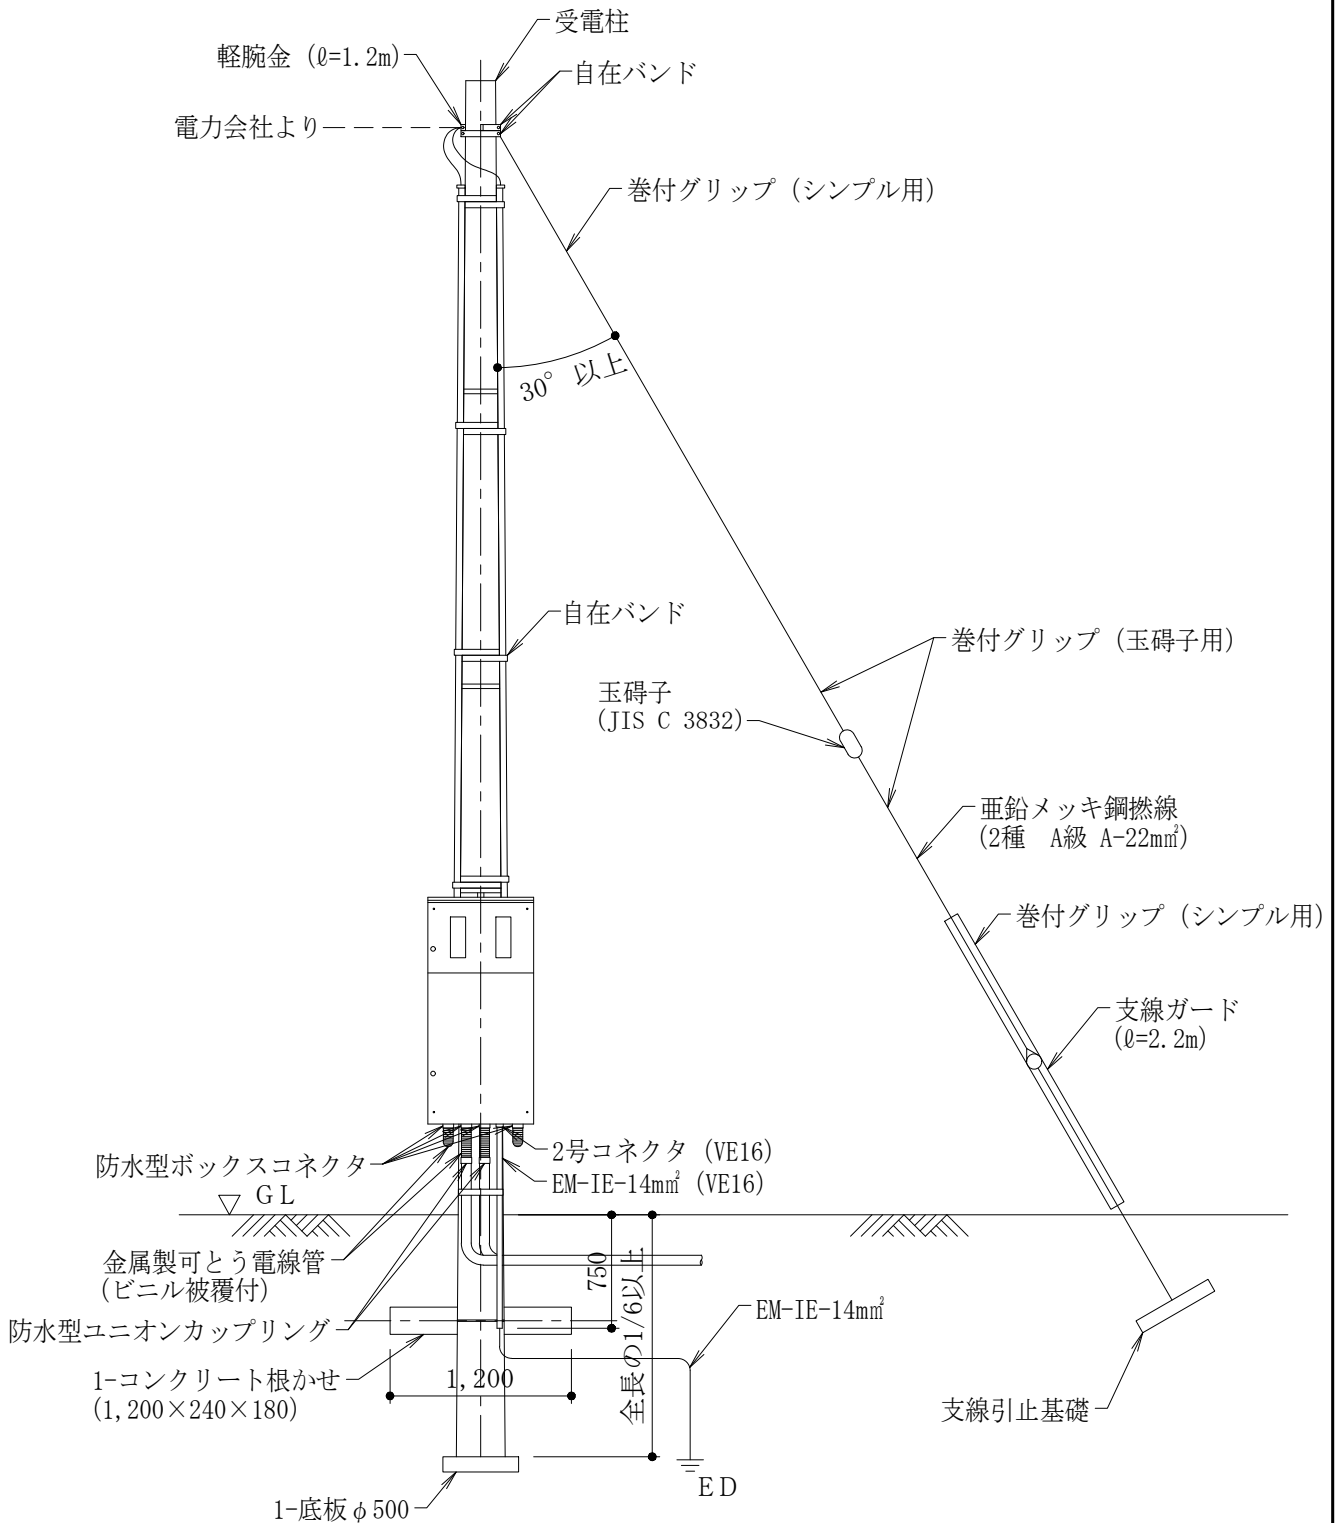 受電柱
軽腕金 (ℓ=1.2m)
自在バンド
電力会社より
巻付グリップ (シンプル用)
30° 以上
自在バンド
巻付グリップ (玉碍子用)
玉碍子
(JIS C 3832)
亜鉛メッキ鋼撚線
(2種　A級 A-22m㎡)
巻付グリップ (シンプル用)
支線ガード
(ℓ=2.2m)
2号コネクタ (VE16)
防水型ボックスコネクタ
EM-IE-14m㎡ (VE16)
GL
金属製可とう電線管
(ビニル被覆付)
750
全長の1/6以上
防水型ユニオンカップリング
EM-IE-14m㎡
1-コンクリート根かせ
(1,200×240×180)
1,200
支線引止基礎
ED
1-底板φ500